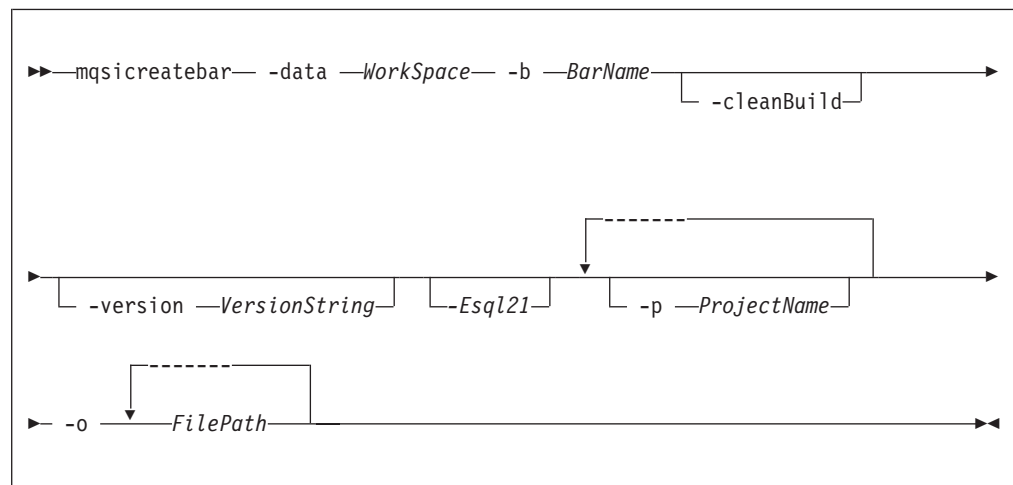 mqsicreatebar -data WorkSpace -b BarName
-cleanBuild
-version VersionString -Esql21 -p ProjectName
-o FilePath